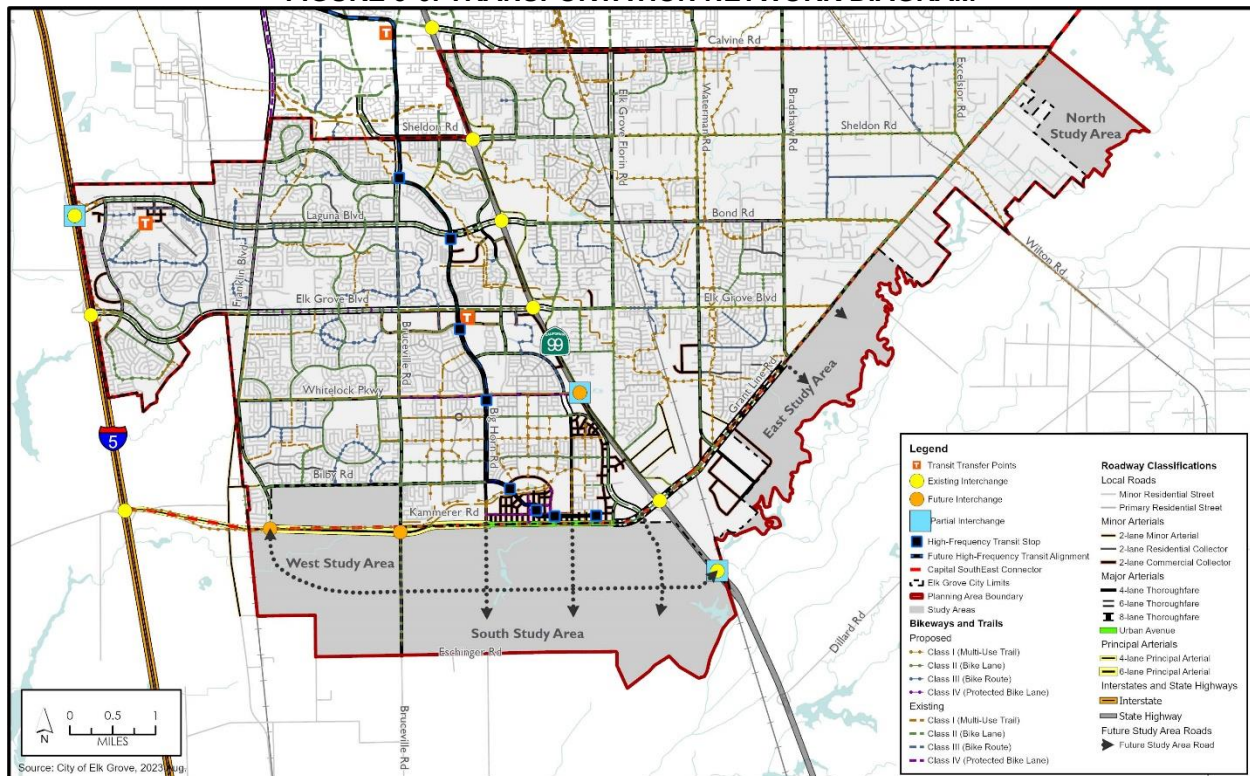 FIGURE 3-6: TRANSPORTATION NETWORK DIAGRAM
T
Calvine Rd
Excelsior Rd
Elk Grove Florin Rd
Waterman Rd
Bradshaw Rd
Sheldon Rd
Sheldon Rd
North
Study Area
T
Laguna Blvd
Bond Rd
Franklin Blvd
Wilton Rd
Elk Grove Blvd
T
Elk Grove Blvd
CALIFORNIA
99
Bruceville Rd
Grant Line Rd
East Study Area
Whitelock Pkwy
Big Horn Rd
5
Bilby Rd
Kammerer Rd
West Study Area
South Study Area
Eschinger Rd
Dillard Rd
Bruceville Rd
N
0 0.5 1
MILES
Source: City of Elk Grove, 2023 Aug.
Legend
T Transit Transfer Points
Existing Interchange
Future Interchange
Partial Interchange
High-Frequency Transit Stop
Future High-Frequency Transit Alignment
Capital SouthEast Connector
Elk Grove City Limits
Planning Area Boundary
Study Areas
Bikeways and Trails
Proposed
Class I (Multi-Use Trail)
Class II (Bike Lane)
Class III (Bike Route)
Class IV (Protected Bike Lane)
Existing
Class I (Multi-Use Trail)
Class II (Bike Lane)
Class III (Bike Route)
Class IV (Protected Bike Lane)
Roadway Classifications
Local Roads
Minor Residential Street
Primary Residential Street
Minor Arterials
2-lane Minor Arterial
2-lane Residential Collector
2-lane Commercial Collector
Major Arterials
4-lane Thoroughfare
6-lane Thoroughfare
8-lane Thoroughfare
Urban Avenue
Principal Arterials
4-lane Principal Arterial
6-lane Principal Arterial
Interstates and State Highways
Interstate
State Highway
Future Study Area Roads
Future Study Area Road